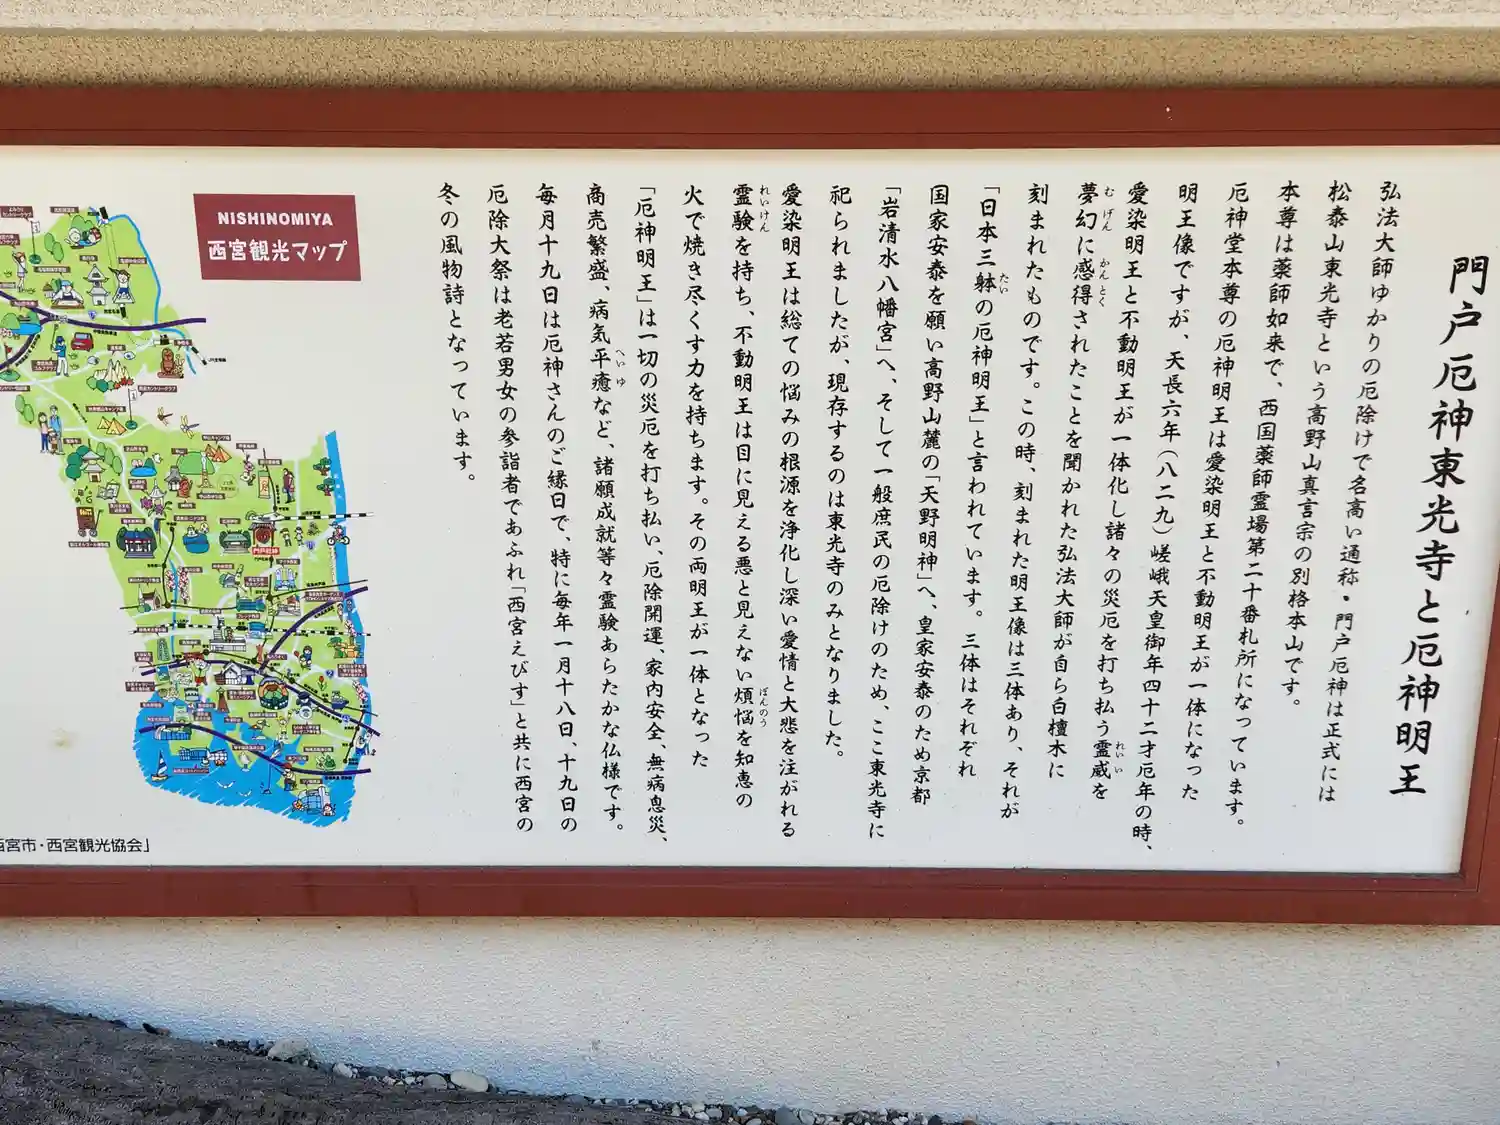 門戸厄神東光寺と厄神明王
弘法大師ゆかりの厄除けで名高い通称・門戸厄神は正式には
松泰山東光寺という高野山真言宗の別格本山です。
本尊は薬師如来で、西国薬師霊場第二十番札所になっています。
厄神堂本尊の厄神明王は愛染明王と不動明王が一体になった
明王像ですが、天長六年(八二九)嵯峨天皇御年四十二才厄年の時、
愛染明王と不動明王が一体化し諸々の災厄を打ち払う霊威を
れいい
夢幻に感得されたことを聞かれた弘法大師が自ら白檀木に
む げん
かんとく
刻まれたものです。この時、刻まれた明王像は三体あり、それが
「日本三躰の厄神明王」と言われています。三体はそれぞれ
たい
国家安泰を願い高野山麓の「天野明神」へ、皇家安泰のため京都
「岩清水八幡宮」へ、そして一般庶民の厄除けのため、ここ東光寺に
祀られましたが、現存するのは東光寺のみとなりました。
愛染明王は総ての悩みの根源を浄化し深い愛情と大悲を注がれる
霊験を持ち、不動明王は目に見える悪と見えない煩悩を知恵の
れいけん
ぼんのう
火で焼き尽くす力を持ちます。その両明王が一体となった
「厄神明王」は一切の災厄を打ち払い、厄除開運、家内安全、無病息災、
商売繁盛、病気平癒など、諸願成就等々霊験あらたかな仏様です。
へいゆ
毎月十九日は厄神さんのご縁日で、特に毎年一月十八日、十九日の
厄除大祭は老若男女の参詣者であふれ「西宮えびす」と共に西宮の
冬の風物詩となっています。
NISHINOMIYA
西宮観光マップ
門戸厄神
西宮市・西宮観光協会」